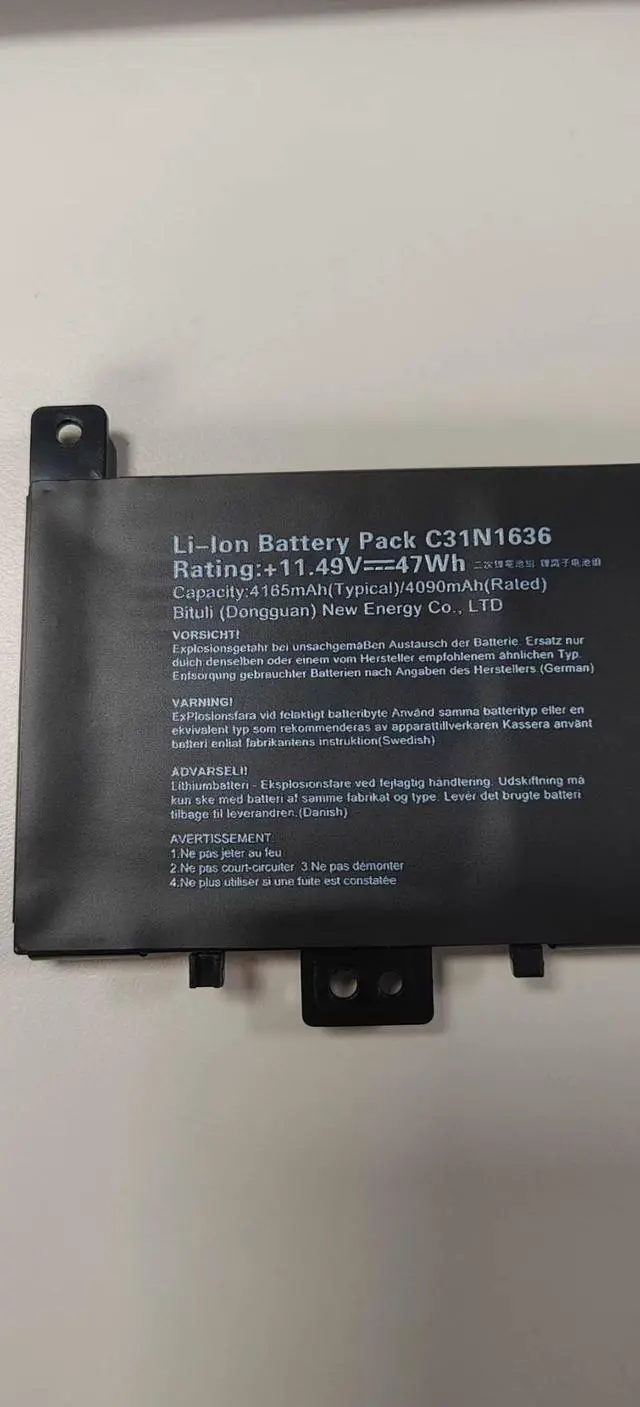 Li-Ion Battery Pack C31N1636
Rating:+11.49V⎓47Wh 二次锂電池组 锂离子电池组
Capacity:4165mAh(Typical)/4090mAh(Rated)
Bituli (Dongguan) New Energy Co., LTD
VORSICHT!
Explosionsgetahr bei unsachgemaßen Austausch der Batterie. Ersatz nur
duich denselben oder einem vom Hersteller empfohlenem ähnlichen Typ.
Entsorgung gebrauchter Batterien nach Angaben des Herstellers.(German)
VARNING!
ExPlosionsfara vid felaktigt batteribyte Använd samma batterityp eller en
ekvivalent typ som rekommenderas av apparattillverkaren Kassera använt
batteri enliat fabrikantens instruktion(Swedish)
ADVARSELI!
Lithiumbatteri - Eksplosionsfare ved fejlagtig håndtering. Udskiftning må
kun ske med batteri af samme fabrikat og type. Levér det brugte batteri
tilbage til leverandren.(Danish)
AVERTISSEMENT
1.Ne pas jeter au feu
2.Ne pas court-circuiter 3.Ne pas démonter
4.Ne plus utiliser si une fuite est constatée